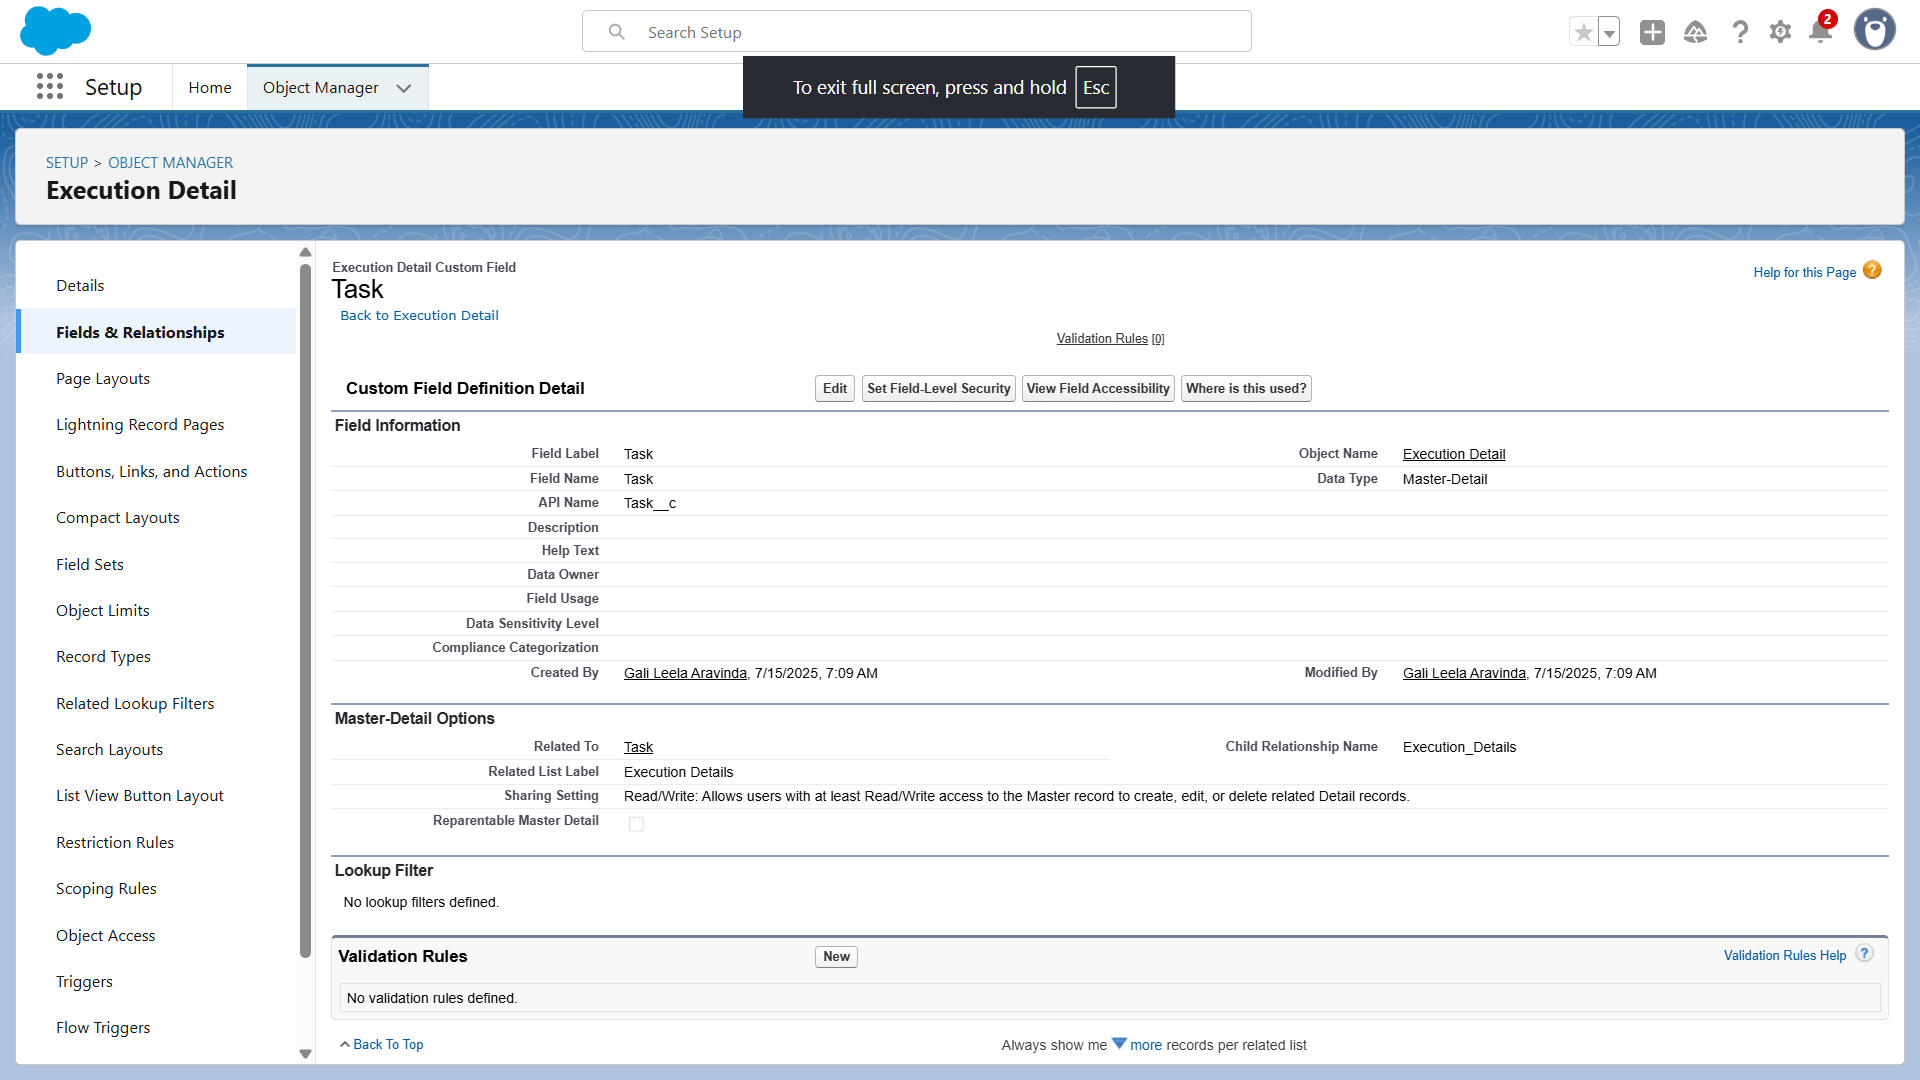 Search Setup
2
Setup
Home
Object Manager
To exit full screen, press and hold Esc
SETUP > OBJECT MANAGER
Execution Detail
Details
Fields & Relationships
Page Layouts
Lightning Record Pages
Buttons, Links, and Actions
Compact Layouts
Field Sets
Object Limits
Record Types
Related Lookup Filters
Search Layouts
List View Button Layout
Restriction Rules
Scoping Rules
Object Access
Triggers
Flow Triggers
Execution Detail Custom Field
Task
Back to Execution Detail
Help for this Page ?
Validation Rules [0]
Custom Field Definition Detail
Edit Set Field-Level Security View Field Accessibility Where is this used?
Field Information
Field Label Task Object Name Execution Detail
Field Name Task Data Type Master-Detail
API Name Task__c
Description
Help Text
Data Owner
Field Usage
Data Sensitivity Level
Compliance Categorization
Created By Gali Leela Aravinda, 7/15/2025, 7:09 AM Modified By Gali Leela Aravinda, 7/15/2025, 7:09 AM
Master-Detail Options
Related To Task Child Relationship Name Execution_Details
Related List Label Execution Details
Sharing Setting Read/Write: Allows users with at least Read/Write access to the Master record to create, edit, or delete related Detail records.
Reparentable Master Detail
Lookup Filter
No lookup filters defined.
Validation Rules New Validation Rules Help ?
No validation rules defined.
Back To Top Always show me more records per related list